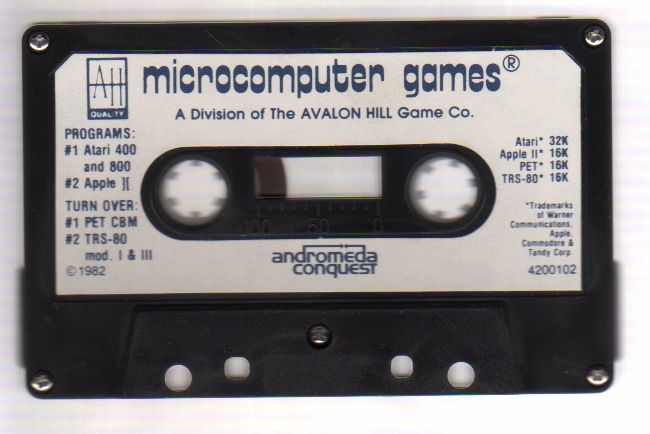 AH
QUALITY
microcomputer games®
A Division of The AVALON HILL Game Co.
PROGRAMS:
#1 Atari 400
and 800
#2 Apple ][
TURN OVER:
#1 PET CBM
#2 TRS-80
mod. I & III
©1982
Atari* 32K
Apple II* 16K
PET* 16K
TRS-80* 16K
*Trademarks
of Warner
Communications,
Apple,
Commodore &
Tandy Corp.
4200102
100 50 0
andromeda
conquest